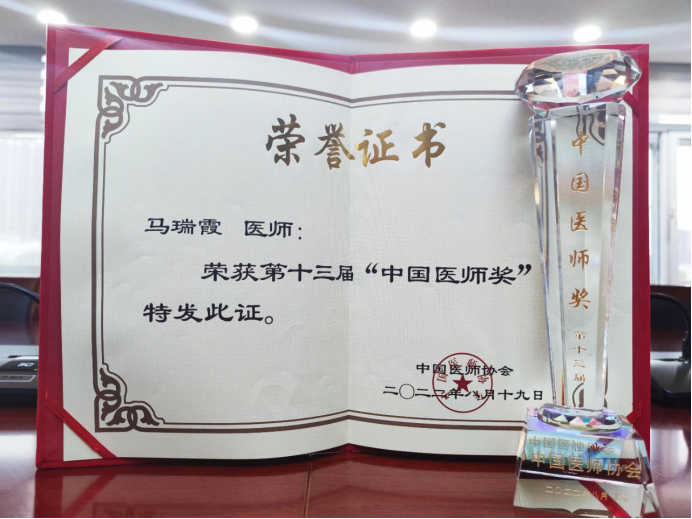 荣誉证书
马瑞霞 医师:
荣获第十三届“中国医师奖”
特发此证。
中国医师协会
二〇二二年八月十九日
中国医师奖
第十三届
中国医师协会